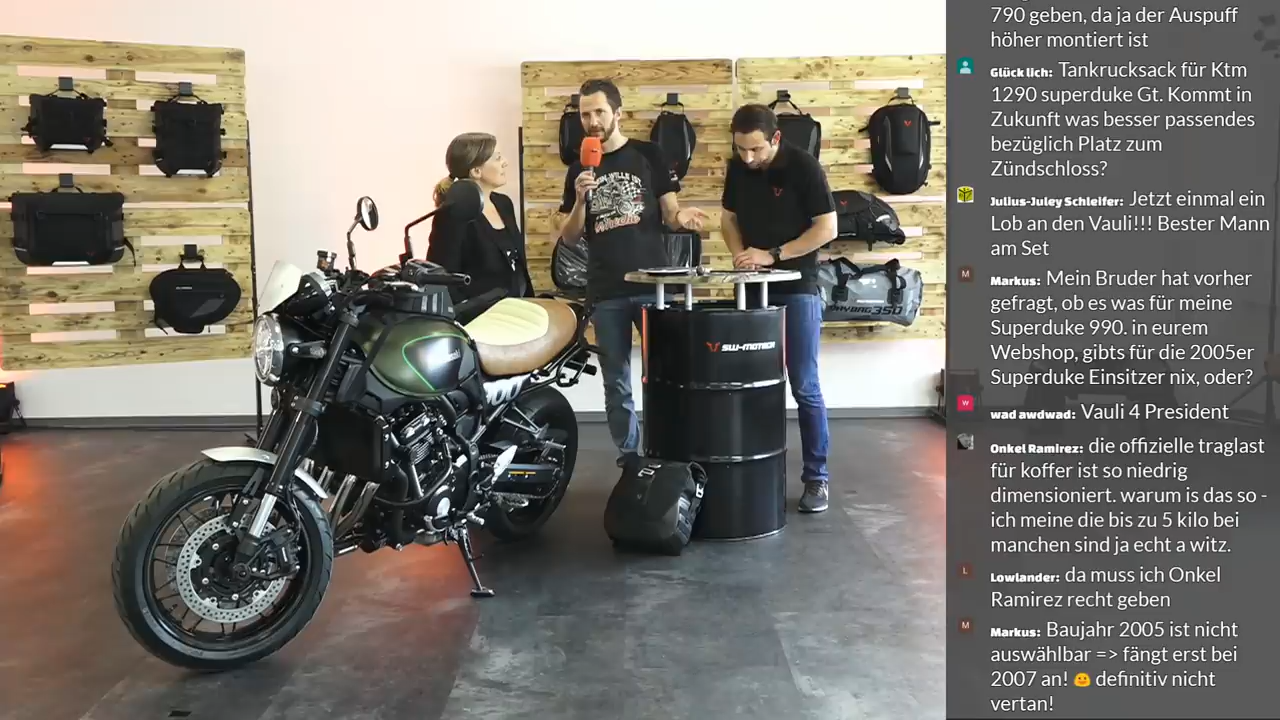 790 geben, da ja der Auspuff
höher montiert ist
Glück lich: Tankrucksack für Ktm
1290 superduke Gt. Kommt in
Zukunft was besser passendes
bezüglich Platz zum
Zündschloss?
Julius-Juley Schleifer: Jetzt einmal ein
Lob an den Vauli!!! Bester Mann
am Set
M
Markus: Mein Bruder hat vorher
gefragt, ob es was für meine
Superduke 990. in eurem
Webshop, gibts für die 2005er
Superduke Einsitzer nix, oder?
w
wad awdwad: Vauli 4 President
Onkel Ramirez: die offizielle traglast
für koffer ist so niedrig
dimensioniert. warum is das so -
ich meine die bis zu 5 kilo bei
manchen sind ja echt a witz.
L
Lowlander: da muss ich Onkel
Ramirez recht geben
M
Markus: Baujahr 2005 ist nicht
auswählbar => fängt erst bei
2007 an! definitiv nicht
vertan!
SW-MOTECH
350